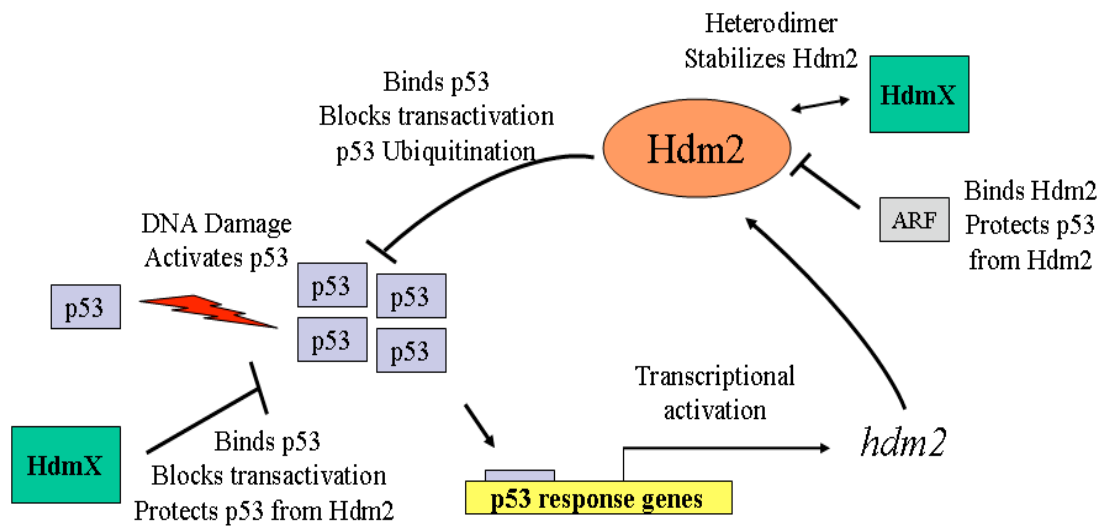 Heterodimer
Stabilizes Hdm2
HdmX
Binds p53
Blocks transactivation
p53 Ubiquitination
Hdm2
ARF
Binds Hdm2
Protects p53
from Hdm2
DNA Damage
Activates p53
p53
p53
p53
p53
p53
Transcriptional
activation
hdm2
HdmX
Binds p53
Blocks transactivation
Protects p53 from Hdm2
p53 response genes